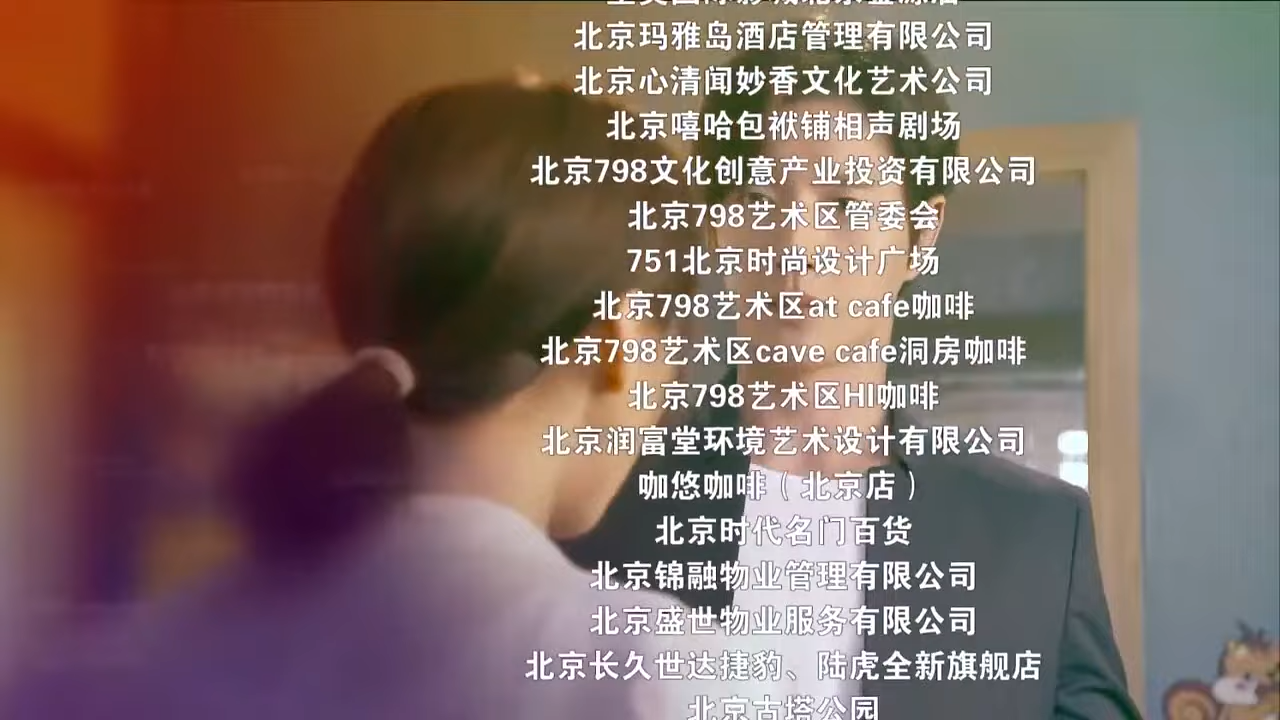 北京玛雅岛酒店管理有限公司
北京心清闻妙香文化艺术公司
北京嘻哈包袱铺相声剧场
北京798文化创意产业投资有限公司
北京798艺术区管委会
751北京时尚设计广场
北京798艺术区at cafe咖啡
北京798艺术区cave cafe洞房咖啡
北京798艺术区HI咖啡
北京润富堂环境艺术设计有限公司
咖悠咖啡（北京店）
北京时代名门百货
北京锦融物业管理有限公司
北京盛世物业服务有限公司
北京长久世达捷豹、陆虎全新旗舰店
北京古塔公园